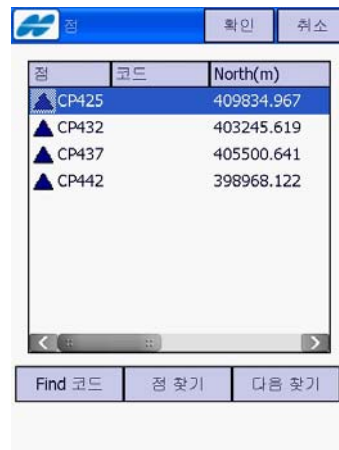 점 확인 취소
점 코드 North(m)
CP425 409834.967
CP432 403245.619
CP437 405500.641
CP442 398968.122
Find 코드 점 찾기 다음 찾기